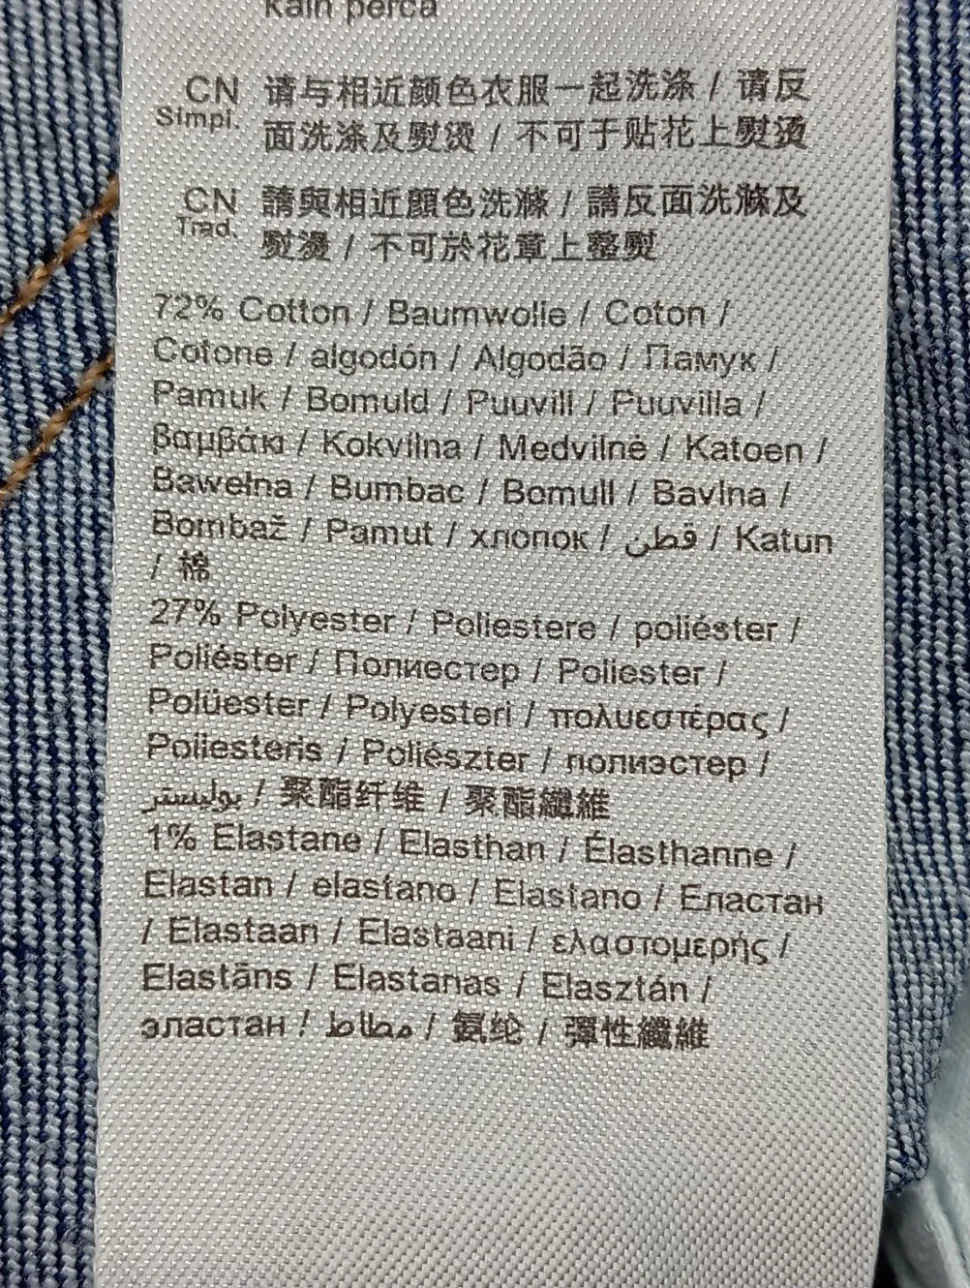 kain perca
CN 请与相近颜色衣服一起洗涤 / 请反
Simpl. 面洗涤及熨烫 / 不可于贴花上熨烫
CN 請與相近顏色洗滌 / 請反面洗滌及
Trad. 熨燙 / 不可於花章上整熨
72% Cotton / Baumwolle / Coton /
Cotone / algodón / Algodão / Памук /
Pamuk / Bomuld / Puuvill / Puuvilla /
βαμβάκι / Kokvilna / Medvilnė / Katoen /
Bawełna / Bumbac / Bomull / Bavlna /
Bombaž / Pamut / хлопок / قطن / Katun
/ 棉
27% Polyester / Poliestere / poliéster /
Poliéster / Полиестер / Poliester /
Polüester / Polyesteri / πολυεστέρας /
Poliesteris / Poliészter / полиэстер /
بوليستر / 聚酯纤维 / 聚酯纖維
1% Elastane / Elasthan / Élasthanne /
Elastan / elastano / Elastano / Еластан
/ Elastaan / Elastaani / ελαστομερής /
Elastāns / Elastanas / Elasztán /
эластан / مطاط / 氨纶 / 彈性纖維